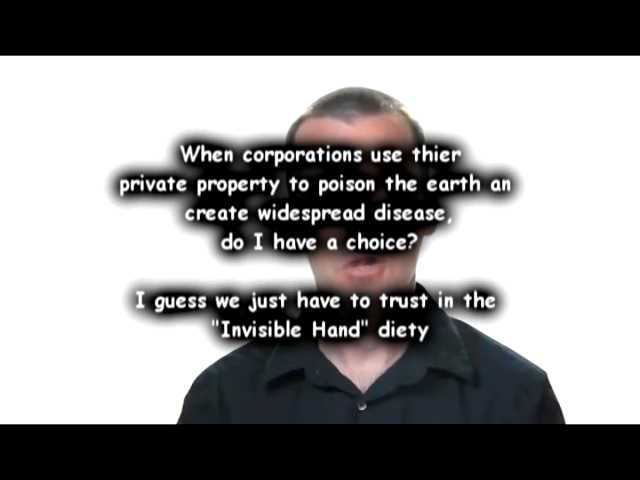 When corporations use thier
private property to poison the earth an
create widespread disease,
do I have a choice?
I guess we just have to trust in the
"Invisible Hand" diety